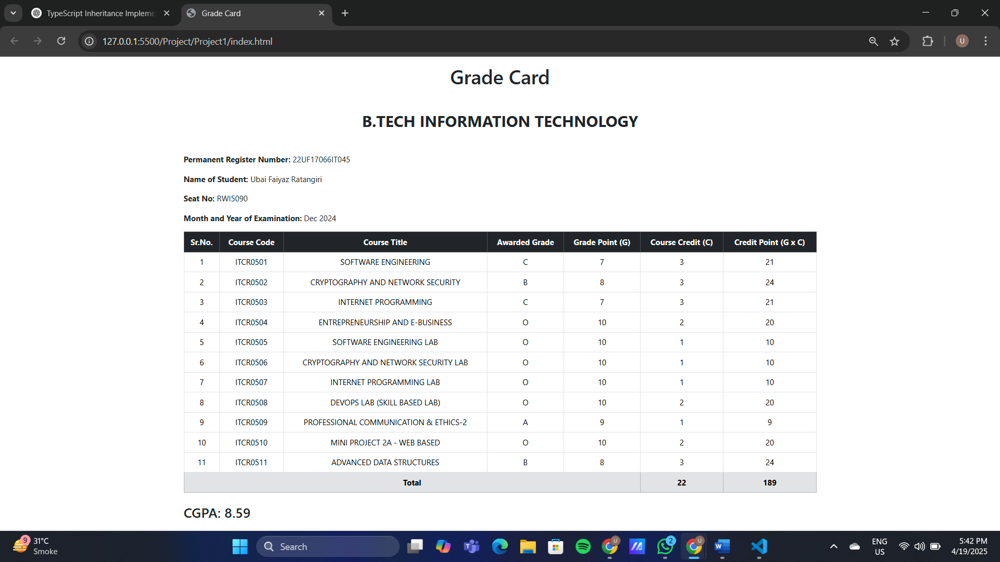 TypeScript Inheritance Impleme
Grade Card
127.0.0.1:5500/Project/Project1/index.html
U
Grade Card
B.TECH INFORMATION TECHNOLOGY
Permanent Register Number: 22UF17066IT045
Name of Student: Ubai Faiyaz Ratangiri
Seat No: RWI5090
Month and Year of Examination: Dec 2024
Sr.No. Course Code Course Title Awarded Grade Grade Point (G) Course Credit (C) Credit Point (G x C)
1 ITCR0501 SOFTWARE ENGINEERING C 7 3 21
2 ITCR0502 CRYPTOGRAPHY AND NETWORK SECURITY B 8 3 24
3 ITCR0503 INTERNET PROGRAMMING C 7 3 21
4 ITCR0504 ENTREPRENEURSHIP AND E-BUSINESS O 10 2 20
5 ITCR0505 SOFTWARE ENGINEERING LAB O 10 1 10
6 ITCR0506 CRYPTOGRAPHY AND NETWORK SECURITY LAB O 10 1 10
7 ITCR0507 INTERNET PROGRAMMING LAB O 10 1 10
8 ITCR0508 DEVOPS LAB (SKILL BASED LAB) O 10 2 20
9 ITCR0509 PROFESSIONAL COMMUNICATION & ETHICS-2 A 9 1 9
10 ITCR0510 MINI PROJECT 2A - WEB BASED O 10 2 20
11 ITCR0511 ADVANCED DATA STRUCTURES B 8 3 24
Total 22 189
CGPA: 8.59
9
31°C
Smoke
Search
T
U
2
U
W
ENG
US
5:42 PM
4/19/2025